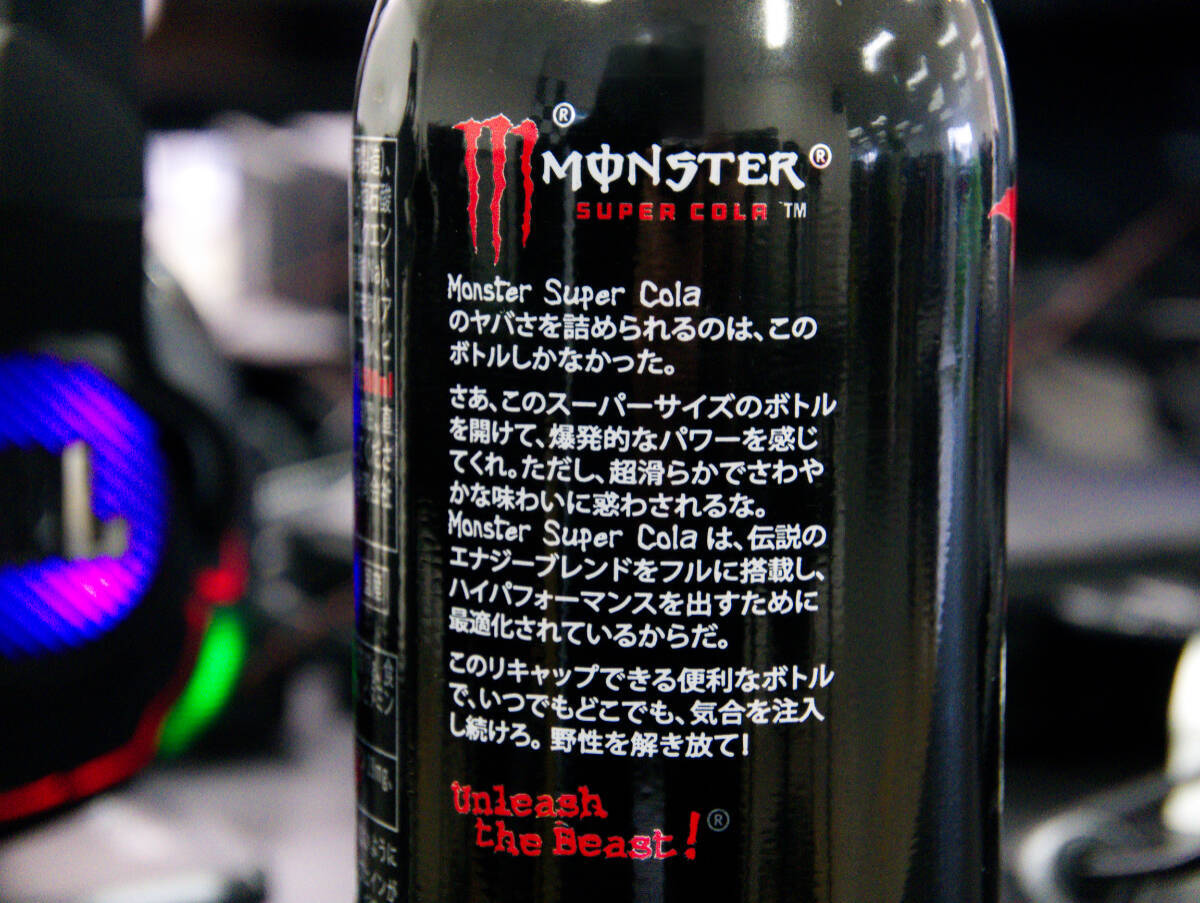 MONSTER
SUPER COLA ™
Monster Super Cola
のヤバさを詰められるのは、この
ボトルしかなかった。
さあ、このスーパーサイズのボトル
を開けて、爆発的なパワーを感じ
てくれ。ただし、超滑らかでさわや
かな味わいに惑わされるな。
Monster Super Cola は、伝説の
エナジーブレンドをフルに搭載し、
ハイパフォーマンスを出すために
最適化されているからだ。
このリキャップできる便利なボトル
で、いつでもどこでも、気合を注入
し続けろ。野性を解き放て!
Unleash
the Beast!®